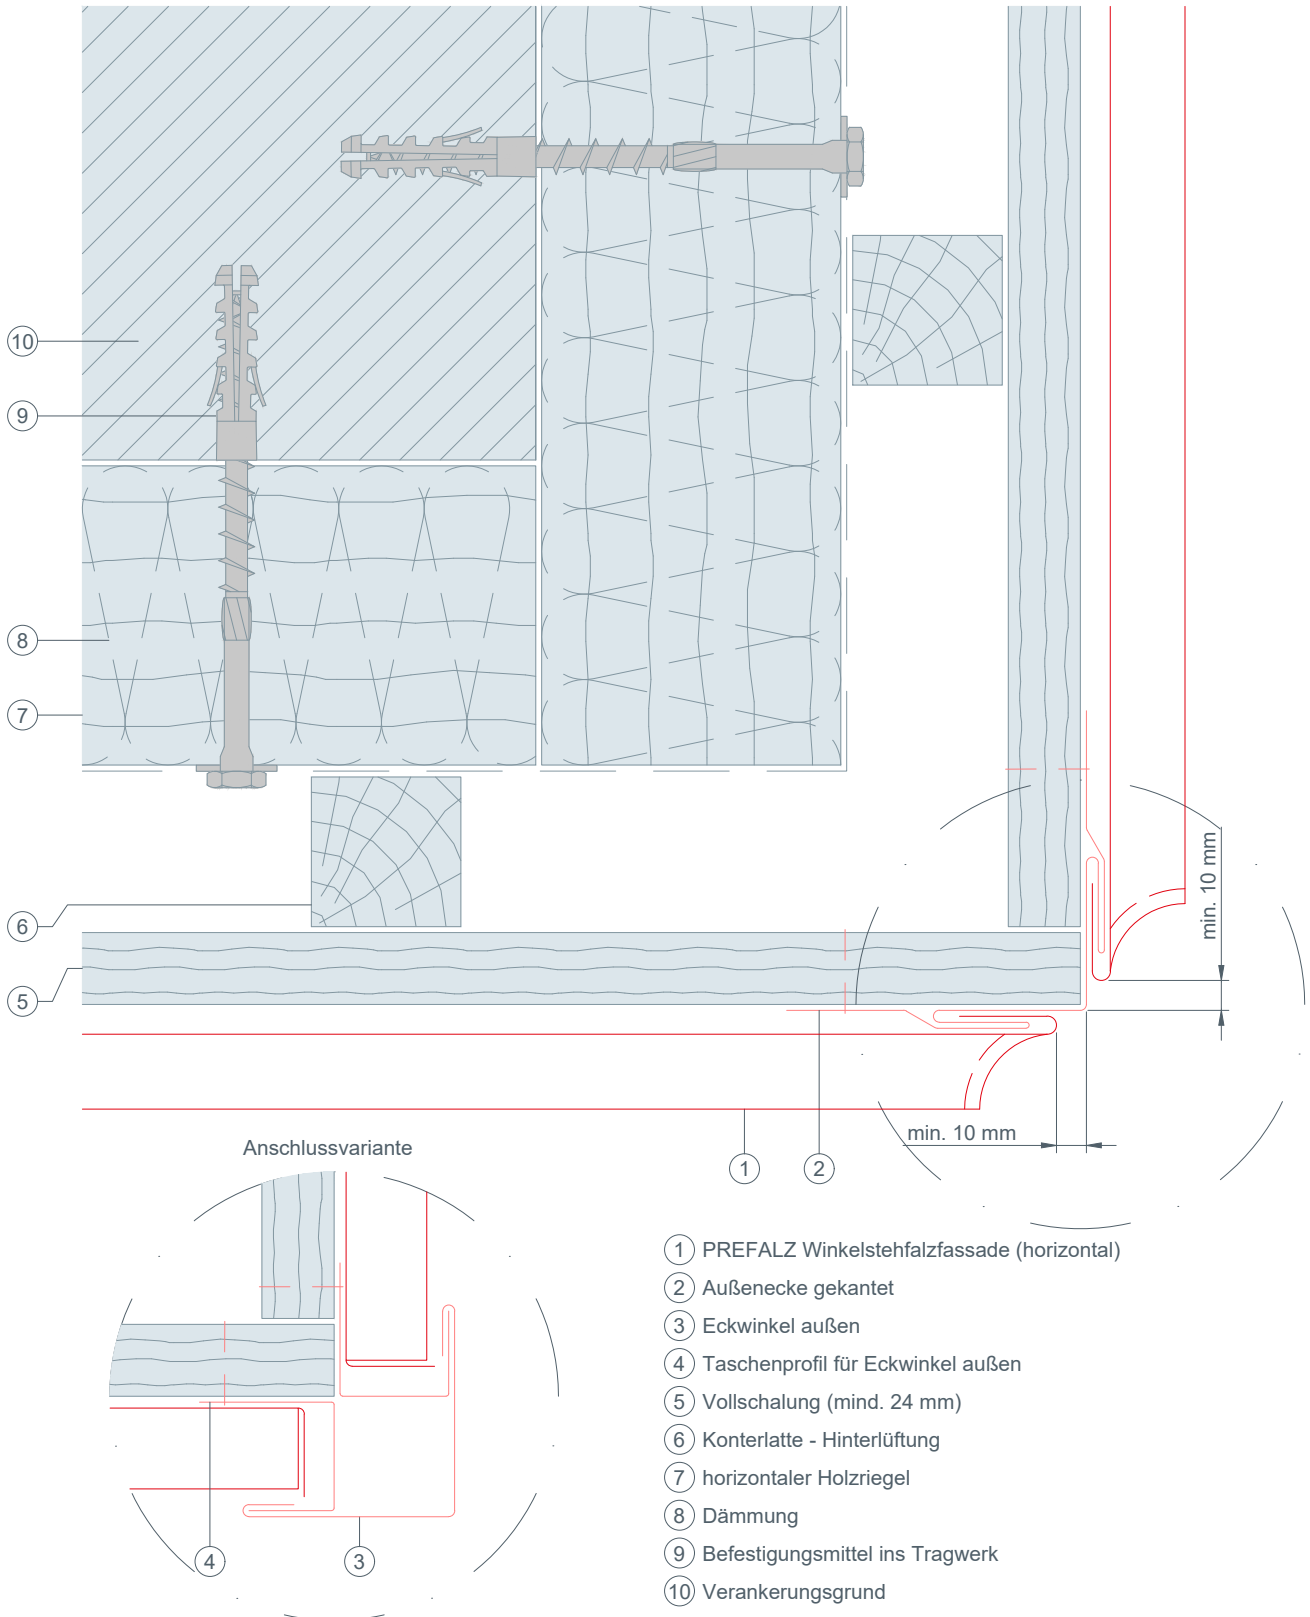 10
9
8
7
6
5
min. 10 mm
min. 10 mm
1
2
Anschlussvariante
4
3
1 PREFALZ Winkelstehfalzfassade (horizontal)
2 Außenecke gekantet
3 Eckwinkel außen
4 Taschenprofil für Eckwinkel außen
5 Vollschalung (mind. 24 mm)
6 Konterlatte - Hinterlüftung
7 horizontaler Holzriegel
8 Dämmung
9 Befestigungsmittel ins Tragwerk
10 Verankerungsgrund